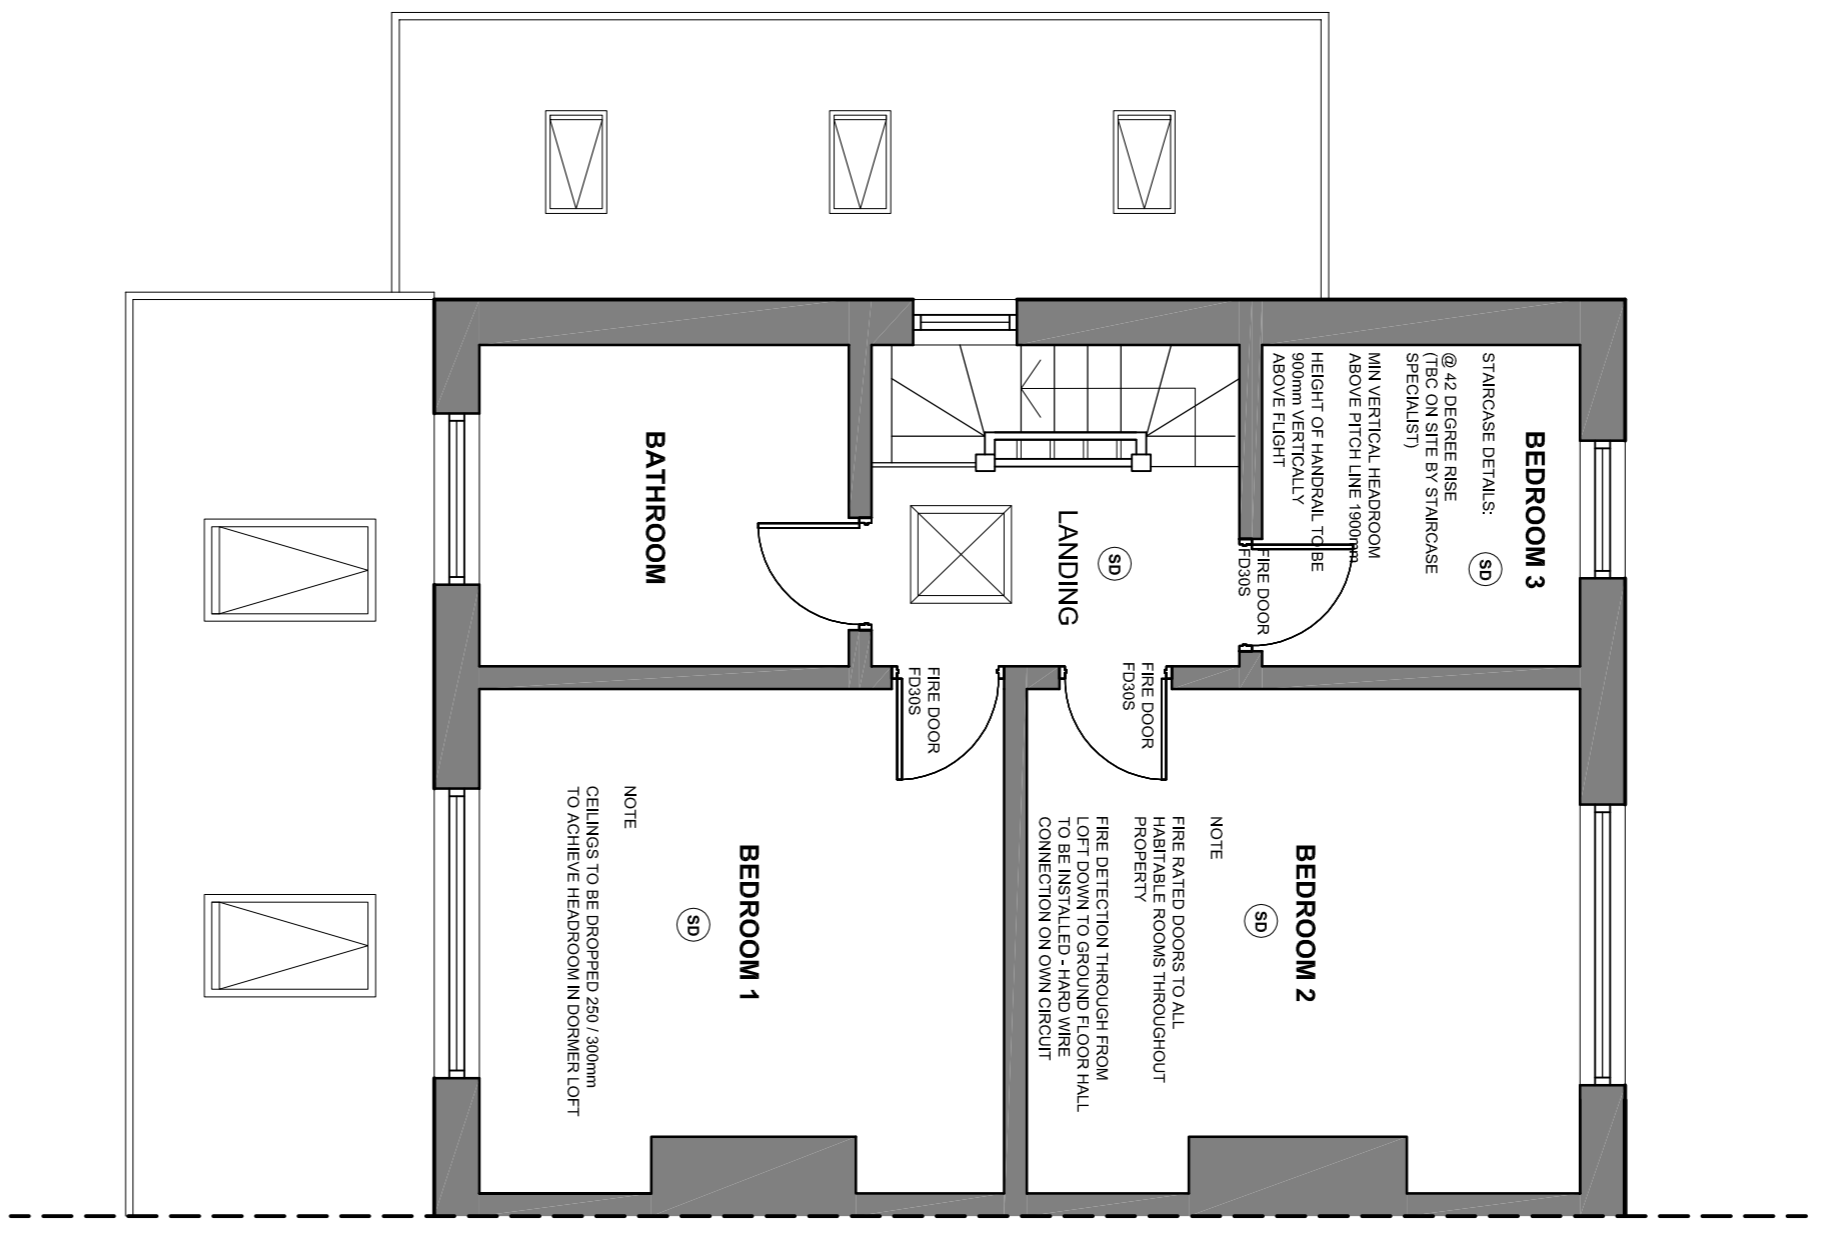 BEDROOM 3
STAIRCASE DETAILS:
@ 42 DEGREE RISE
(TBC ON SITE BY STAIRCASE
SPECIALIST)
MIN VERTICAL HEADROOM
ABOVE PITCH LINE 1900mm
HEIGHT OF HANDRAIL TO BE
900mm VERTICALLY
ABOVE FLIGHT
SD
FIRE DOOR
FD30S
SD
LANDING
BATHROOM
FIRE DOOR
FD30S
FIRE DOOR
FD30S
BEDROOM 2
SD
NOTE
FIRE RATED DOORS TO ALL
HABITABLE ROOMS THROUGHOUT
PROPERTY
FIRE DETECTION THROUGH FROM
LOFT DOWN TO GROUND FLOOR HALL
TO BE INSTALLED - HARD WIRE
CONNECTION ON OWN CIRCUIT
BEDROOM 1
SD
NOTE
CEILINGS TO BE DROPPED 250 / 300mm
TO ACHIEVE HEADROOM IN DORMER LOFT